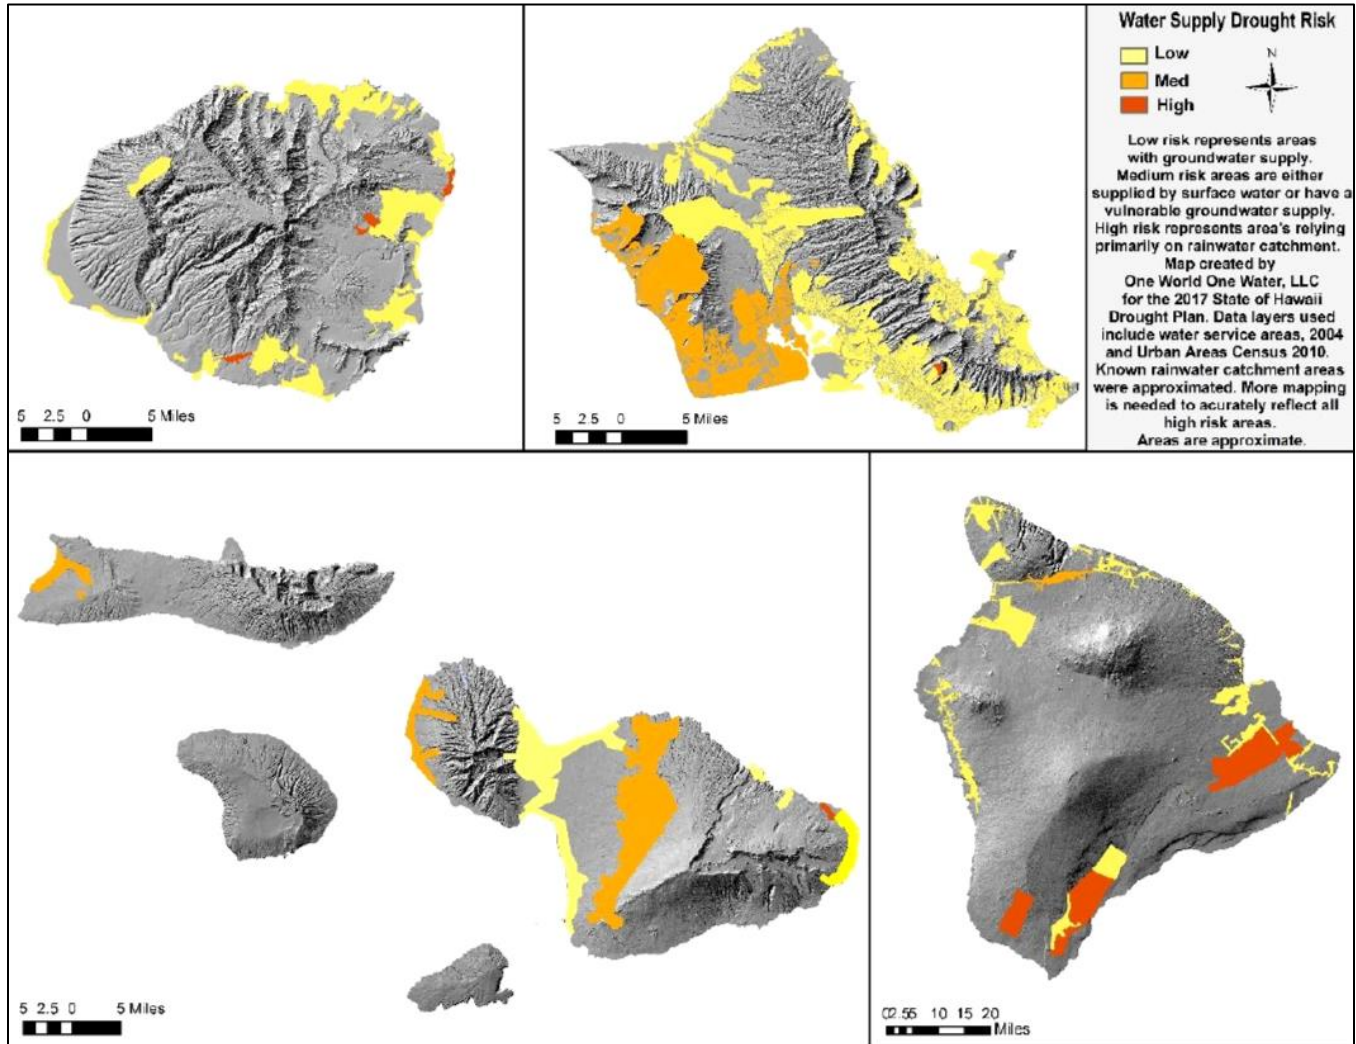 Water Supply Drought Risk
Low
Med
High
N
Low risk represents areas
with groundwater supply.
Medium risk areas are either
supplied by surface water or have a
vulnerable groundwater supply.
High risk represents area's relying
primarily on rainwater catchment.
Map created by
One World One Water, LLC
for the 2017 State of Hawaii
Drought Plan. Data layers used
include water service areas, 2004
and Urban Areas Census 2010.
Known rainwater catchment areas
were approximated. More mapping
is needed to acurately reflect all
high risk areas.
Areas are approximate.
5 2.5 0 5 Miles
5 2.5 0 5 Miles
5 2.5 0 5 Miles
02.55 10 15 20
Miles